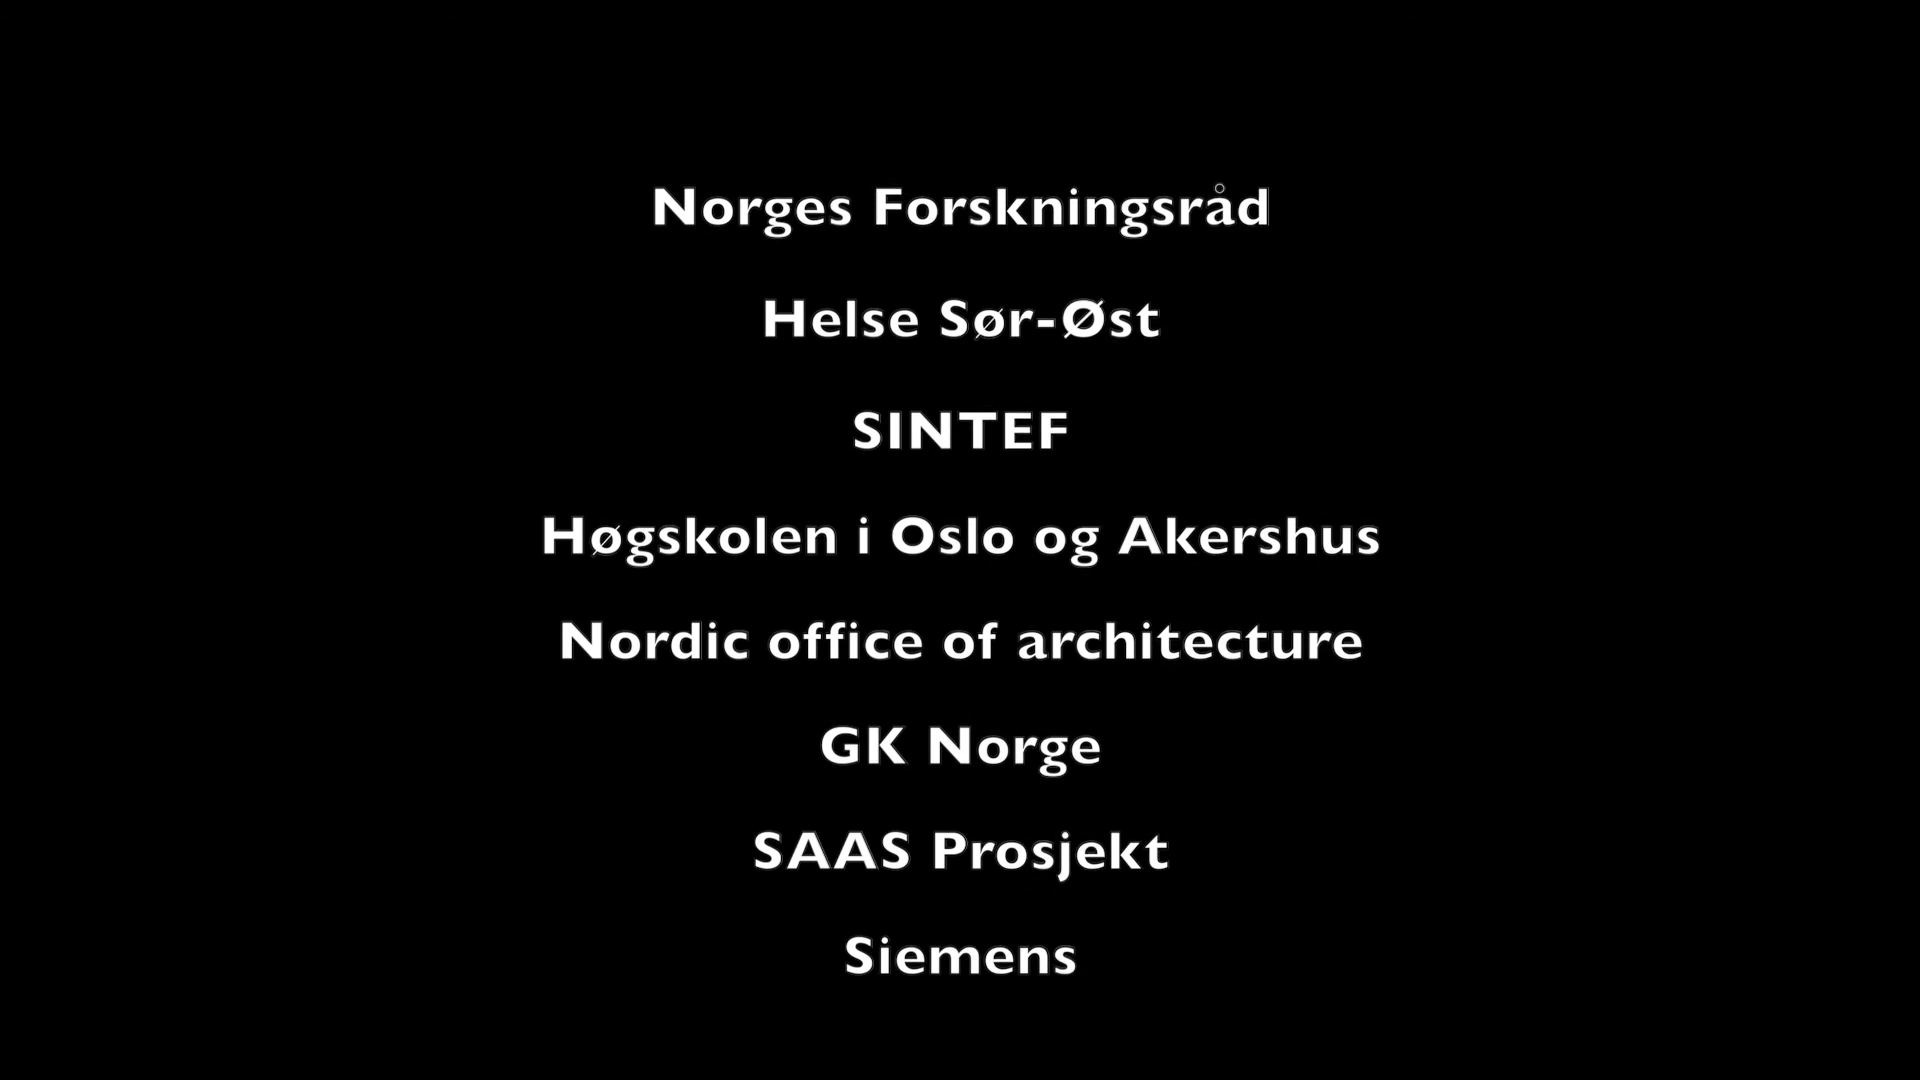 Norges Forskningsråd
Helse Sør-Øst
SINTEF
Høgskolen i Oslo og Akershus
Nordic office of architecture
GK Norge
SAAS Prosjekt
Siemens